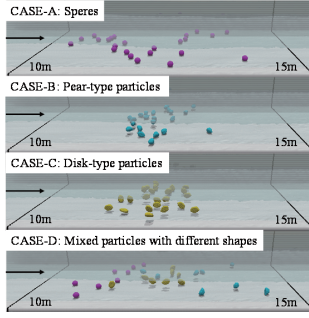 CASE-A: Speres
10m 15m
CASE-B: Pear-type particles
10m 15m
CASE-C: Disk-type particles
10m 15m
CASE-D: Mixed particles with different shapes
10m 15m